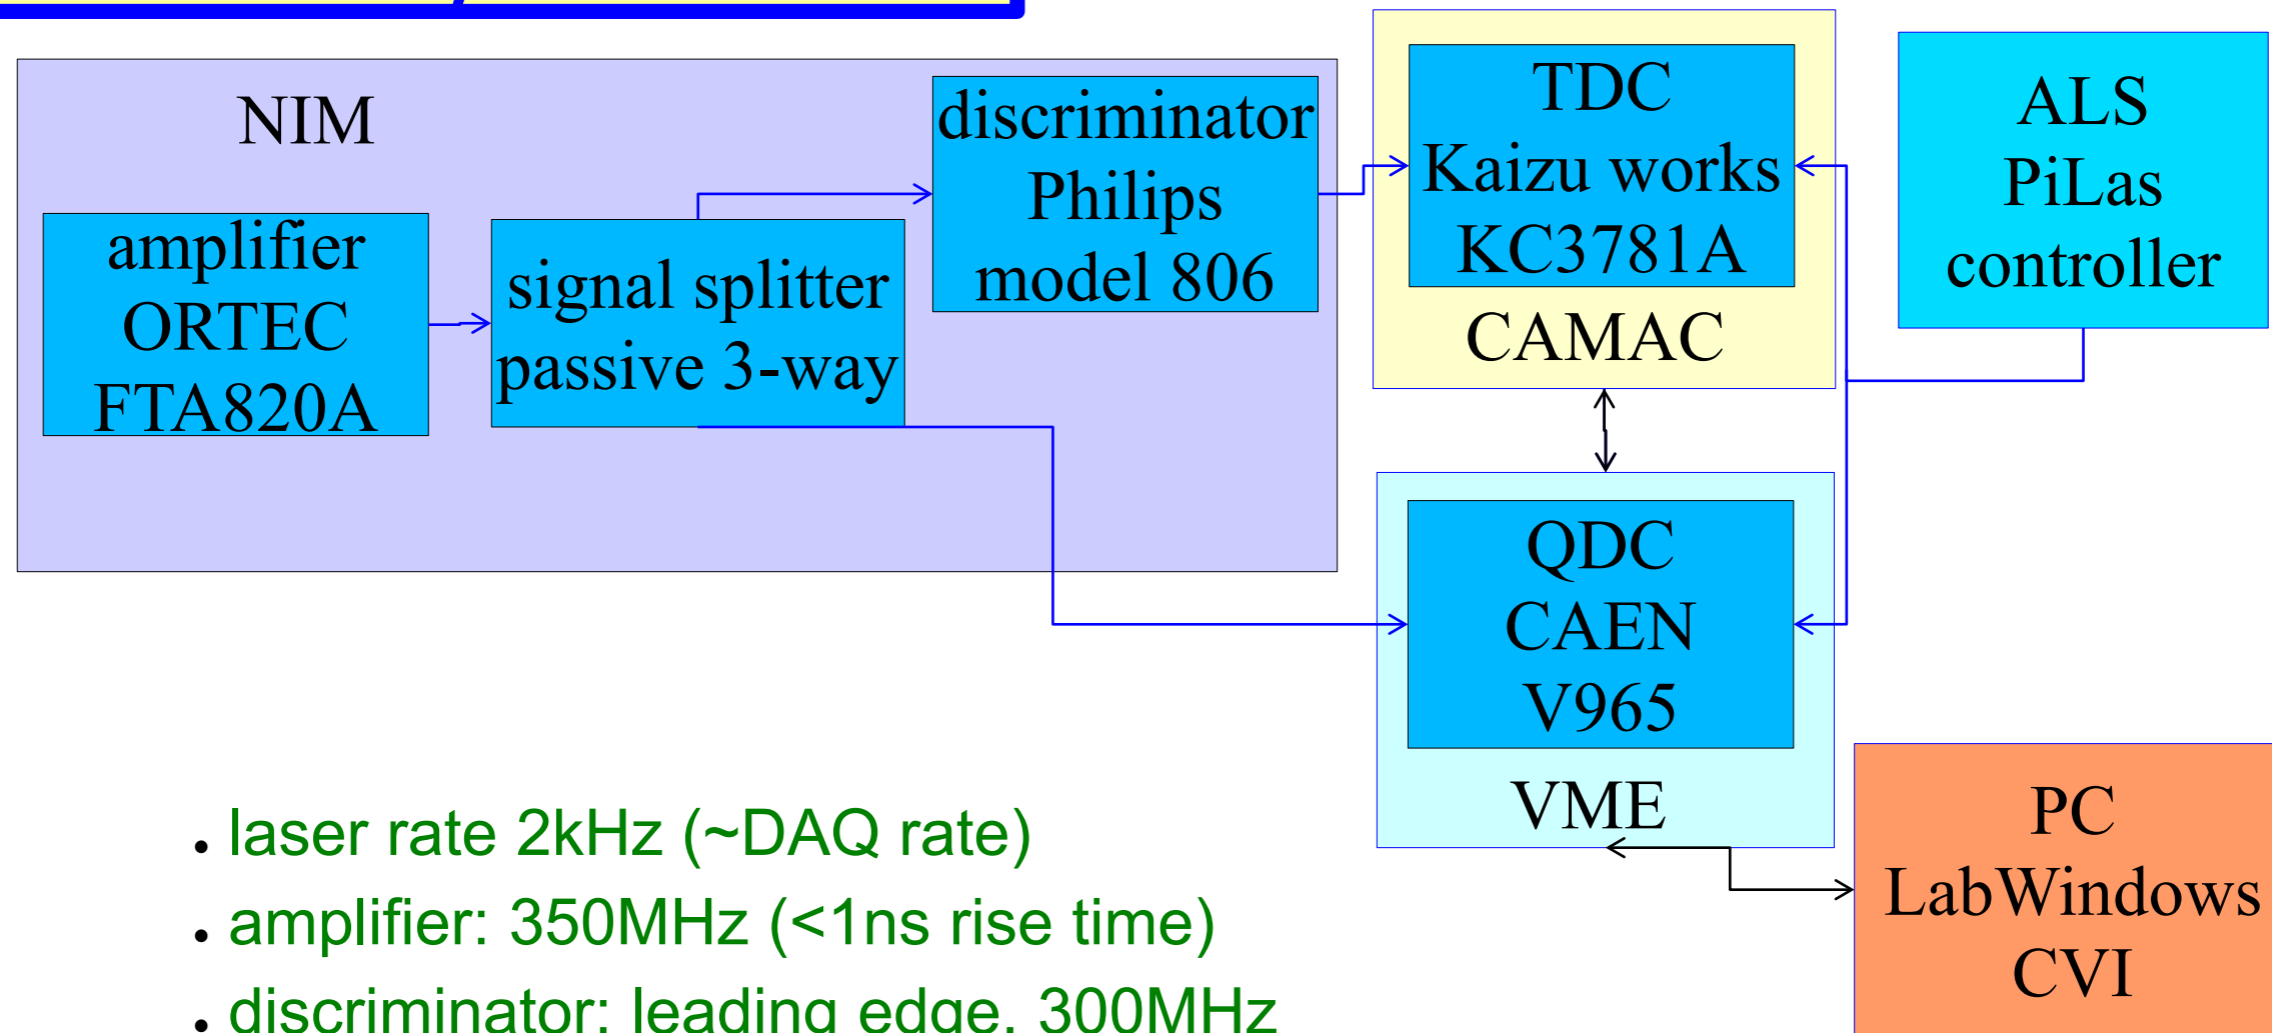 NIM
amplifier
ORTEC
FTA820A
signal splitter
passive 3-way
discriminator
Philips
model 806
TDC
Kaizu works
KC3781A
CAMAC
ALS
PiLas
controller
QDC
CAEN
V965
VME
PC
LabWindows
CVI
. laser rate 2kHz (~DAQ rate)
. amplifier: 350MHz (<1ns rise time)
. discriminator: leading edge, 300MHz